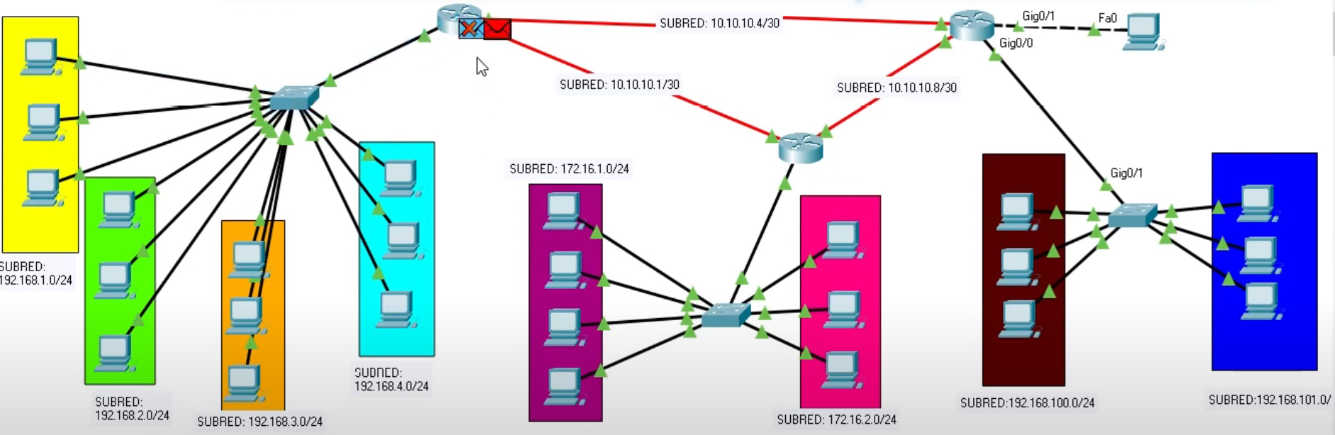 SUBRED: 10.10.10.4/30
Gig0/1
Fa0
Gig0/0
SUBRED: 10.10.10.1/30
SUBRED: 10.10.10.8/30
SUBRED: 172.16.1.0/24
Gig0/1
SUBRED:
192.168.1.0/24
SUBRED:
192.168.4.0/24
SUBRED:
192.168.2.0/24
SUBRED: 192.168.3.0/24
SUBRED: 172.16.2.0/24
SUBRED:192.168.100.0/24
SUBRED:192.168.101.0/